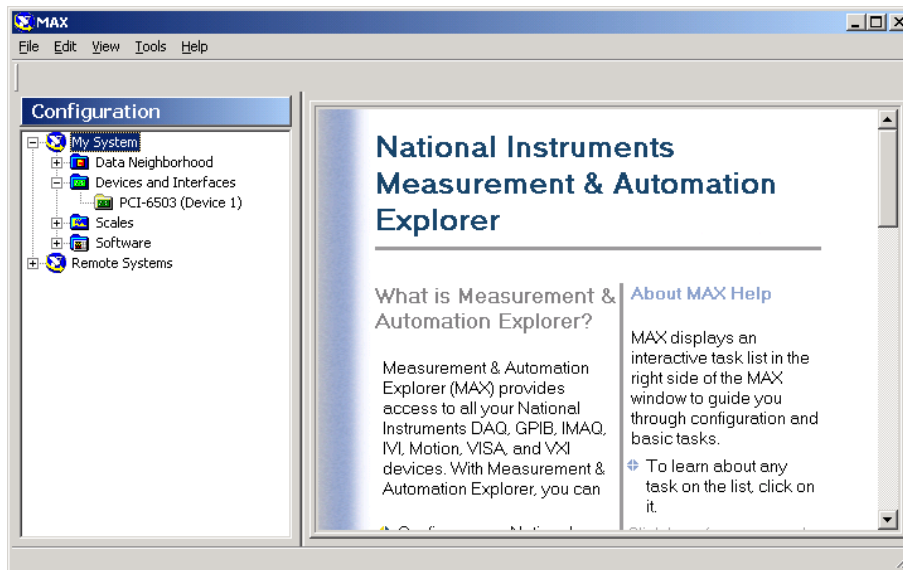 MAX
File Edit View Tools Help
Configuration
My System
Data Neighborhood
Devices and Interfaces
PCI-6503 (Device 1)
Scales
Software
Remote Systems
National Instruments
Measurement & Automation
Explorer
What is Measurement &
Automation Explorer?
Measurement & Automation
Explorer (MAX) provides
access to all your National
Instruments DAQ, GPIB, IMAQ,
IVI, Motion, VISA, and VXI
devices. With Measurement &
Automation Explorer, you can
About MAX Help
MAX displays an
interactive task list in the
right side of the MAX
window to guide you
through configuration and
basic tasks.
To learn about any
task on the list, click on
it.